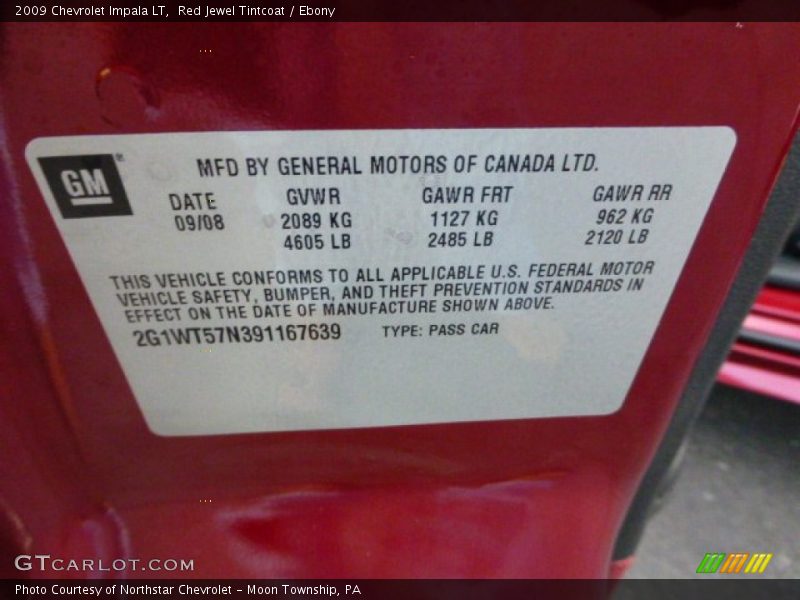 2009 Chevrolet Impala LT,  Red Jewel Tintcoat / Ebony
GM
MFD BY GENERAL MOTORS OF CANADA LTD.
DATE GVWR GAWR FRT GAWR RR
09/08 2089 KG 1127 KG 962 KG
4605 LB 2485 LB 2120 LB
THIS VEHICLE CONFORMS TO ALL APPLICABLE U.S. FEDERAL MOTOR
VEHICLE SAFETY, BUMPER, AND THEFT PREVENTION STANDARDS IN
EFFECT ON THE DATE OF MANUFACTURE SHOWN ABOVE.
2G1WT57N391167639 TYPE: PASS CAR
GTCARLOT.COM
Photo Courtesy of Northstar Chevrolet - Moon Township, PA